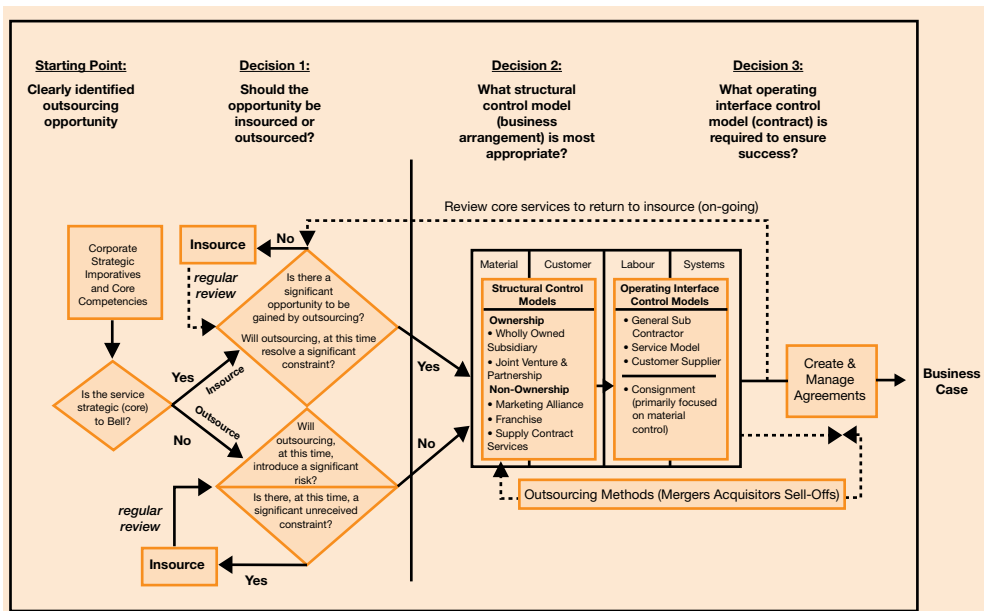 Starting Point:
Clearly identified
outsourcing
opportunity
Decision 1:
Should the
opportunity be
insourced or
outsourced?
Decision 2:
What structural
control model
(business
arrangement) is most
appropriate?
Decision 3:
What operating
interface control
model (contract) is
required to ensure
success?
Review core services to return to insource (on-going)
Corporate
Strategic
Imporatives
and Core
Competencies
Is the service
strategic (core)
to Bell?
Yes
Insource
Outsource
No
Insource
No
regular
review
Is there a
significant
opportunity to be
gained by outsourcing?
Will outsourcing, at this time
resolve a significant
constraint?
Yes
Will
outsourcing,
at this time,
introduce a significant
risk?
Is there, at this time, a
significant unreceived
constraint?
No
regular
review
Insource
Yes
Material
Customer
Labour
Systems
Structural Control
Models
Ownership
• Wholly Owned
Subsidiary
• Joint Venture &
Partnership
Non-Ownership
• Marketing Alliance
• Franchise
• Supply Contract
Services
Operating Interface
Control Models
• General Sub
Contractor
• Service Model
• Customer Supplier
• Consignment
(primarily focused
on material
control)
Create &
Manage
Agreements
Business
Case
Outsourcing Methods (Mergers Acquisitors Sell-Offs)